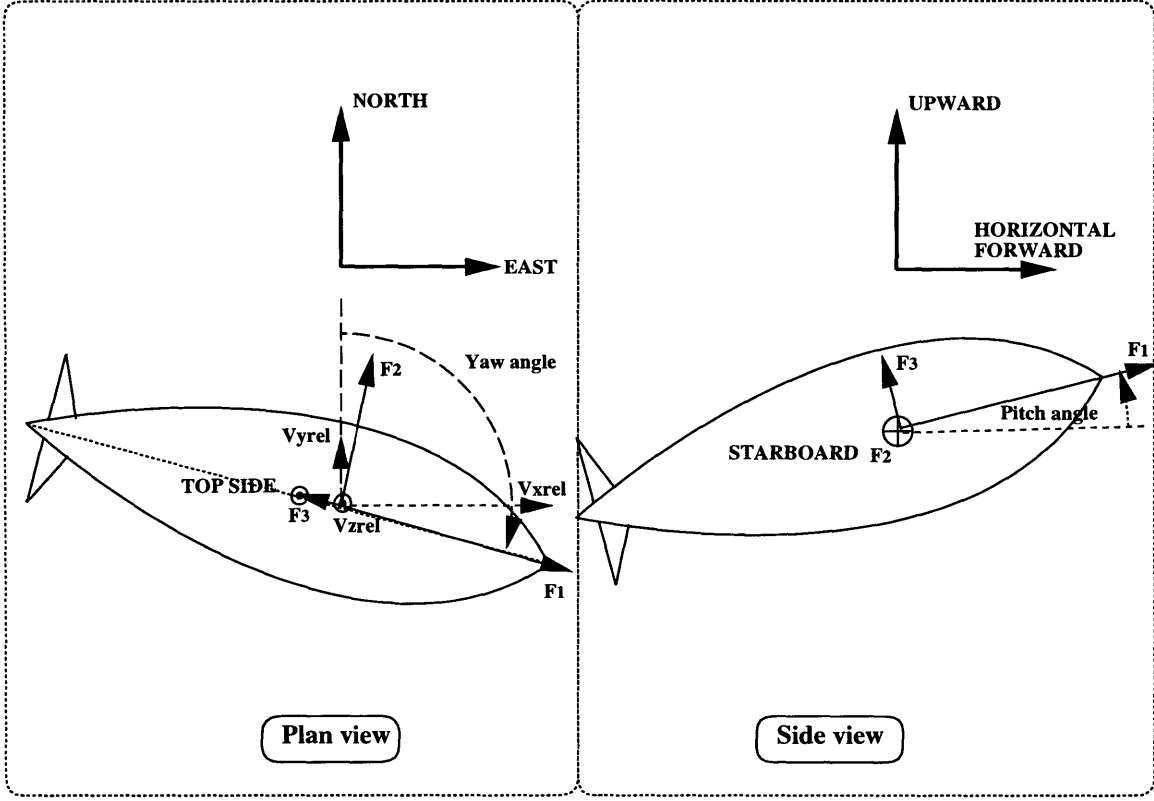 NORTH
EAST
Yaw angle
F2
Vyrel
TOP SIDE
F3
Vzrel
Vxrel
F1
Plan view
UPWARD
HORIZONTAL
FORWARD
F3
F1
Pitch angle
STARBOARD
F2
Side view